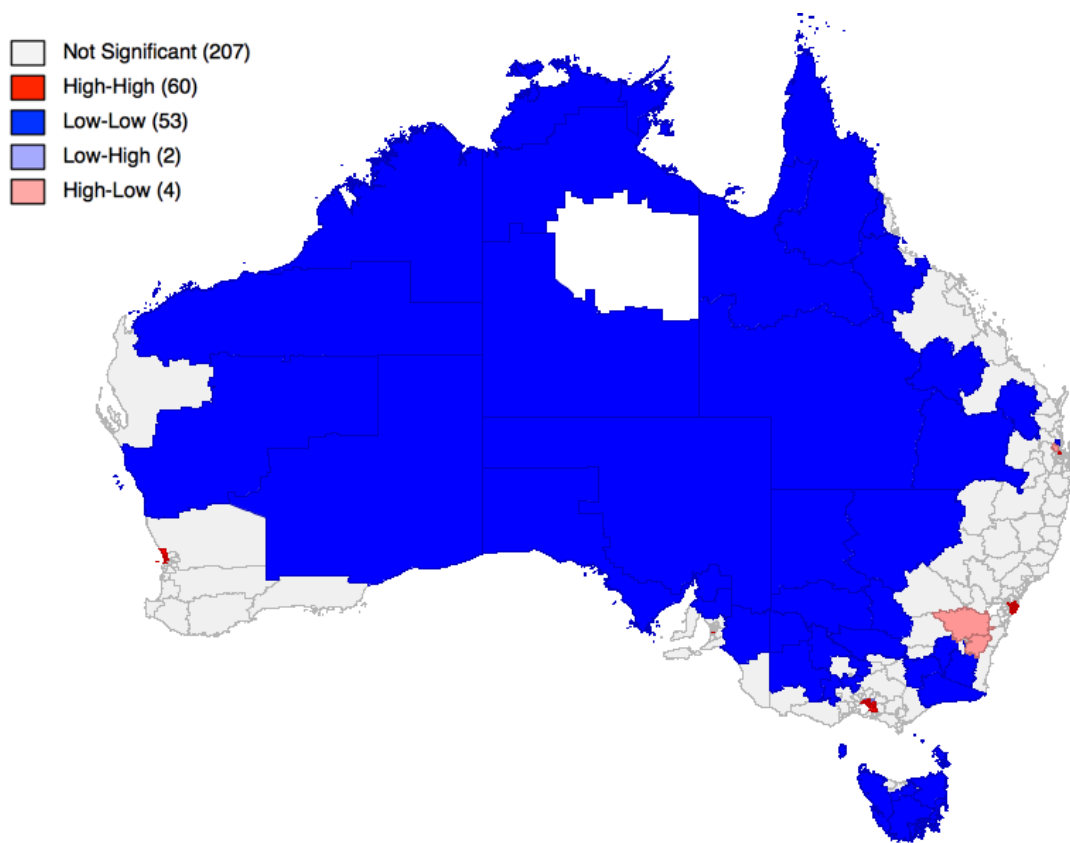 Not Significant (207)
High-High (60)
Low-Low (53)
Low-High (2)
High-Low (4)